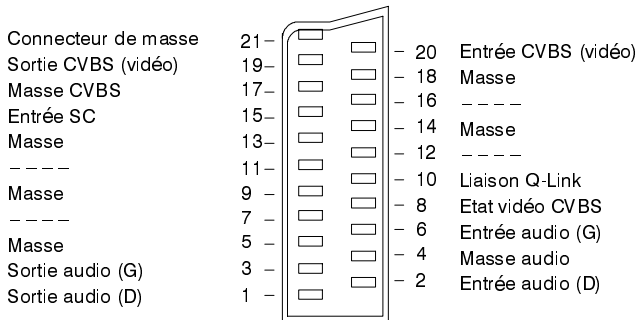 Connecteur de masse 21
Sortie CVBS (vidéo) 19
Masse CVBS 17
Entrée SC 15
Masse 13
---- 11
Masse 9
---- 7
Masse 5
Sortie audio (G) 3
Sortie audio (D) 1
20 Entrée CVBS (vidéo)
18 Masse
16 ----
14 Masse
12 ----
10 Liaison Q-Link
8 Etat vidéo CVBS
6 Entrée audio (G)
4 Masse audio
2 Entrée audio (D)